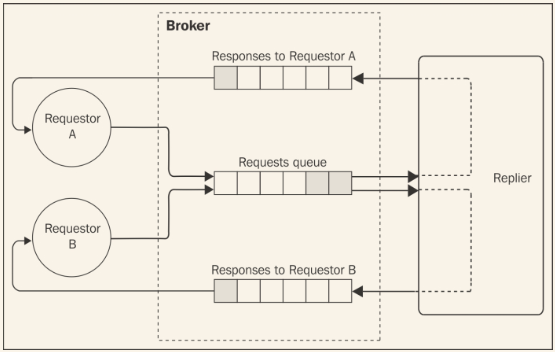 Broker
Responses to Requestor A
Requestor
A
Requests queue
Replier
Requestor
B
Responses to Requestor B